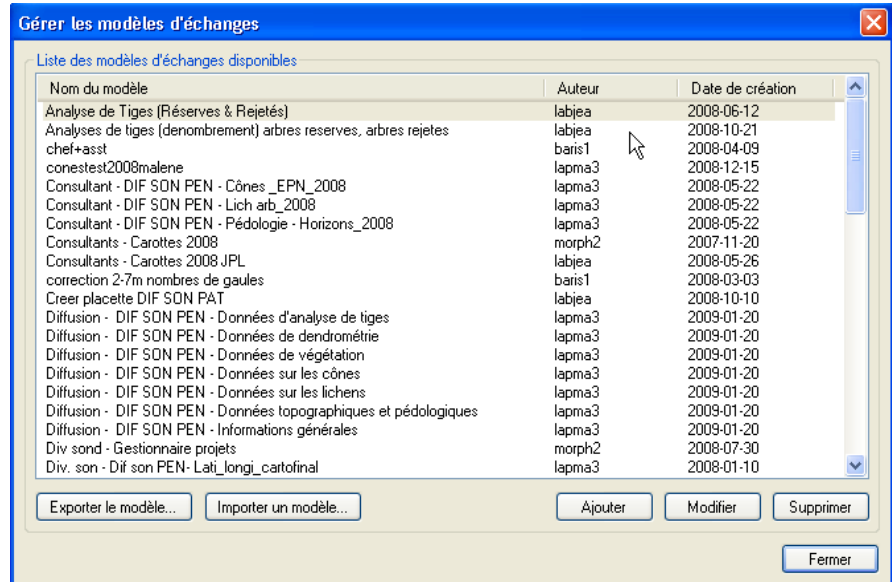 Gérer les modèles d'échanges
Liste des modèles d'échanges disponibles
Nom du modèle Auteur Date de création
Analyse de Tiges (Réserves & Rejetés) labjea 2008-06-12
Analyses de tiges (denombrement) arbres reserves, arbres rejetes labjea 2008-10-21
chef+asst baris1 2008-04-09
conestest2008malene lapma3 2008-12-15
Consultant - DIF SON PEN - Cônes _EPN_2008 lapma3 2008-05-22
Consultant - DIF SON PEN - Lich arb_2008 lapma3 2008-05-22
Consultant - DIF SON PEN - Pédologie - Horizons_2008 lapma3 2008-05-22
Consultants - Carottes 2008 morph2 2007-11-20
Consultants - Carottes 2008 JPL labjea 2008-05-26
correction 2-7m nombres de gaules baris1 2008-03-03
Creer placette DIF SON PAT labjea 2008-10-10
Diffusion - DIF SON PEN - Données d'analyse de tiges lapma3 2009-01-20
Diffusion - DIF SON PEN - Données de dendrométrie lapma3 2009-01-20
Diffusion - DIF SON PEN - Données de végétation lapma3 2009-01-20
Diffusion - DIF SON PEN - Données sur les cônes lapma3 2009-01-20
Diffusion - DIF SON PEN - Données sur les lichens lapma3 2009-01-20
Diffusion - DIF SON PEN - Données topographiques et pédologiques lapma3 2009-01-20
Diffusion - DIF SON PEN - Informations générales lapma3 2009-01-20
Div sond - Gestionnaire projets morph2 2008-07-30
Div. son - Dif son PEN- Lati_longi_cartofinal lapma3 2008-01-10
Exporter le modèle... Importer un modèle... Ajouter Modifier Supprimer
Fermer